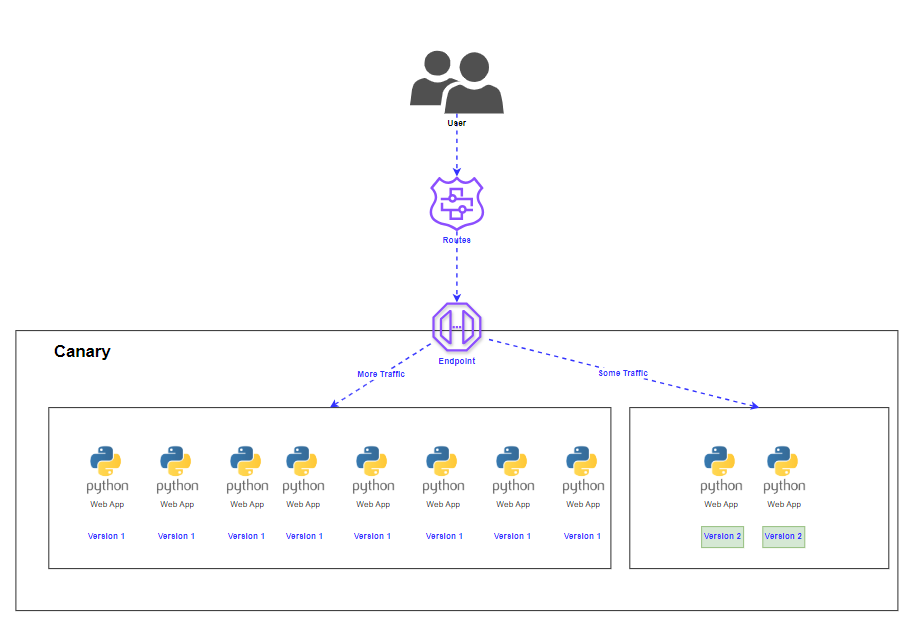 User
Routes
Canary
Endpoint
More Traffic
Some Traffic
python python python python python python python python python python
Web App Web App Web App Web App Web App Web App Web App Web App Web App Web App
Version 1 Version 1 Version 1 Version 1 Version 1 Version 1 Version 1 Version 1 Version 2 Version 2